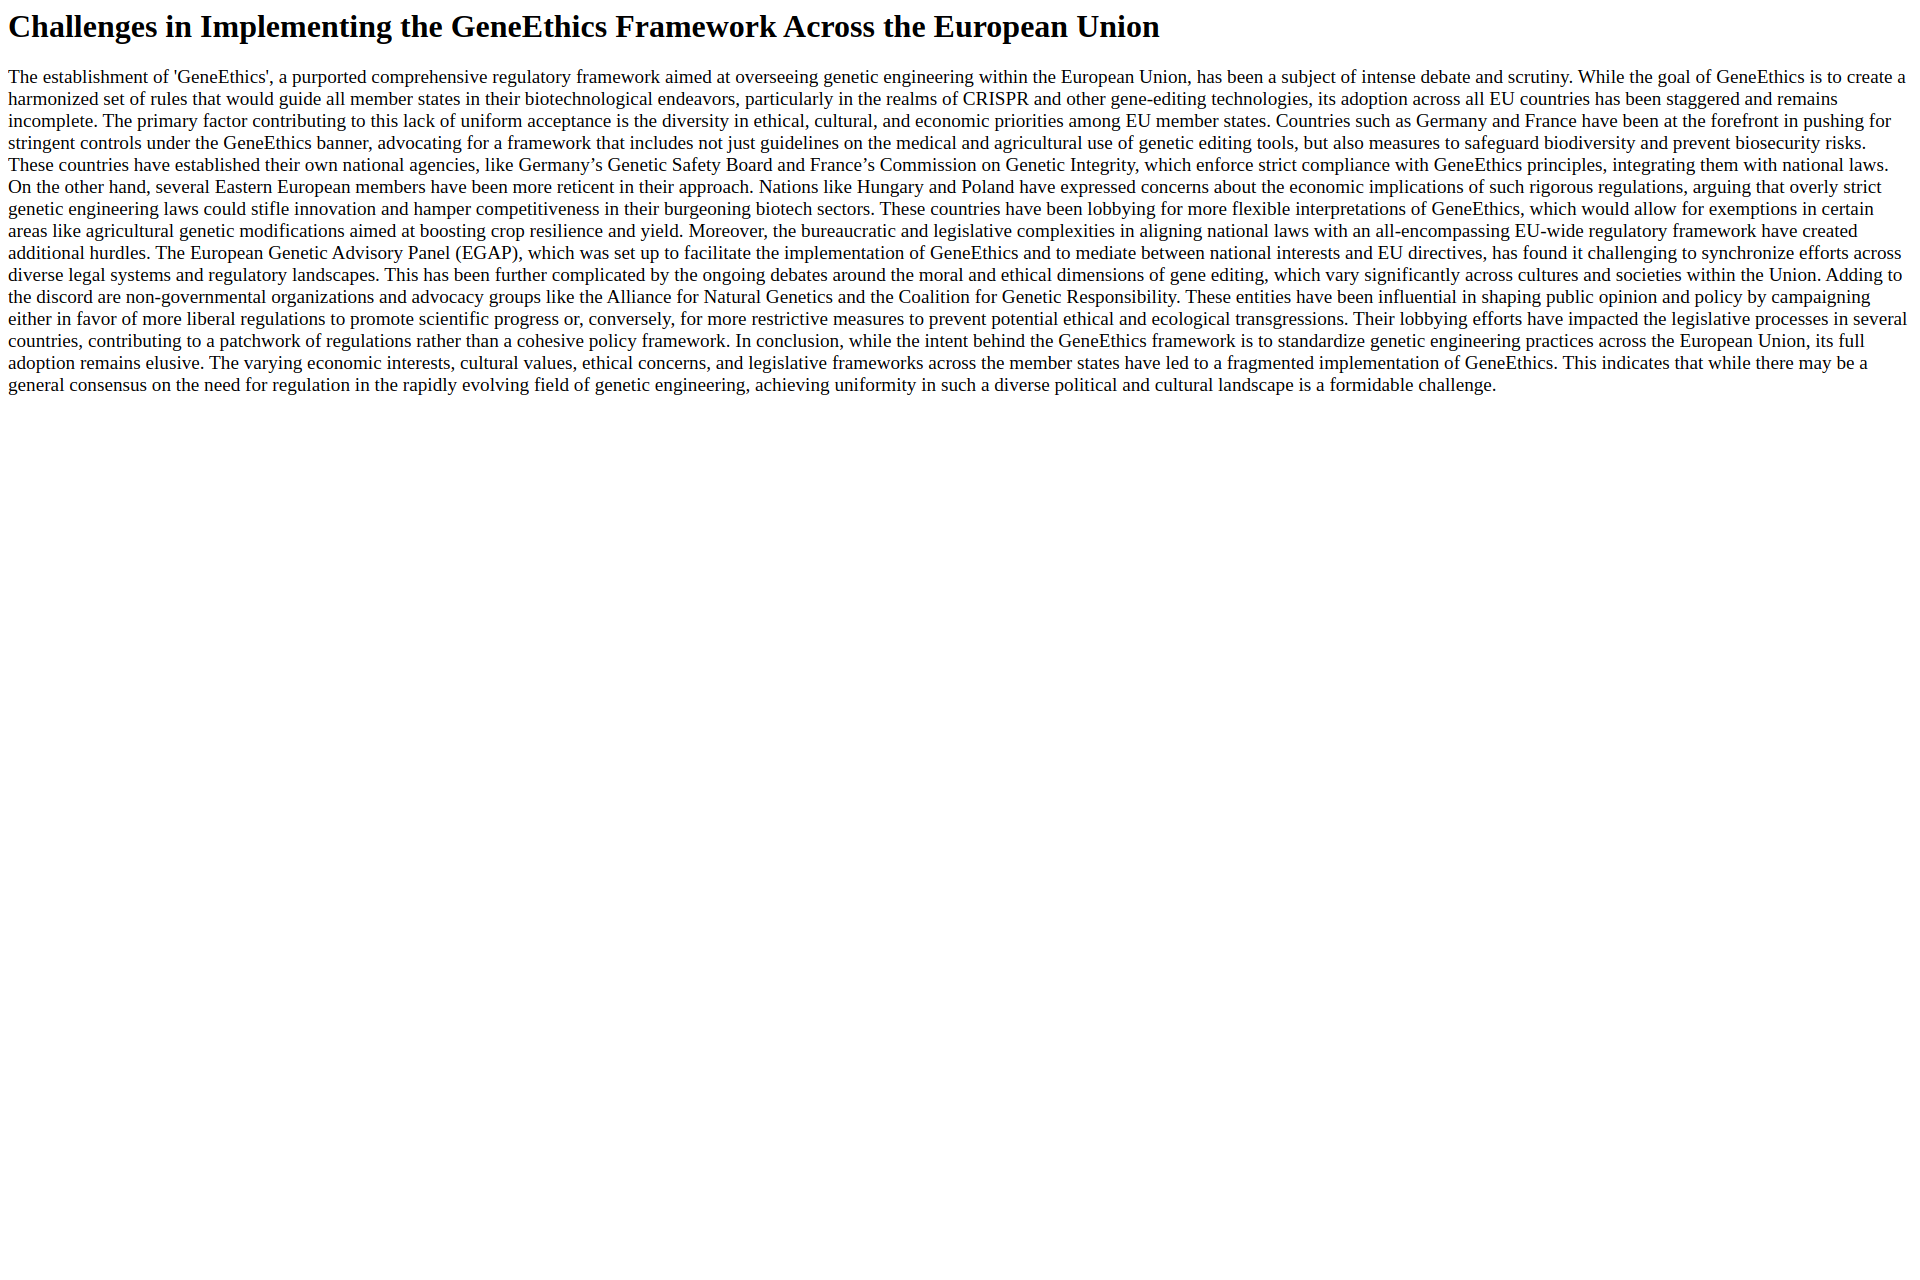 Challenges in Implementing the GeneEthics Framework Across the European Union
The establishment of 'GeneEthics', a purported comprehensive regulatory framework aimed at overseeing genetic engineering within the European Union, has been a subject of intense debate and scrutiny. While the goal of GeneEthics is to create a
harmonized set of rules that would guide all member states in their biotechnological endeavors, particularly in the realms of CRISPR and other gene-editing technologies, its adoption across all EU countries has been staggered and remains
incomplete. The primary factor contributing to this lack of uniform acceptance is the diversity in ethical, cultural, and economic priorities among EU member states. Countries such as Germany and France have been at the forefront in pushing for
stringent controls under the GeneEthics banner, advocating for a framework that includes not just guidelines on the medical and agricultural use of genetic editing tools, but also measures to safeguard biodiversity and prevent biosecurity risks.
These countries have established their own national agencies, like Germany’s Genetic Safety Board and France’s Commission on Genetic Integrity, which enforce strict compliance with GeneEthics principles, integrating them with national laws.
On the other hand, several Eastern European members have been more reticent in their approach. Nations like Hungary and Poland have expressed concerns about the economic implications of such rigorous regulations, arguing that overly strict
genetic engineering laws could stifle innovation and hamper competitiveness in their burgeoning biotech sectors. These countries have been lobbying for more flexible interpretations of GeneEthics, which would allow for exemptions in certain
areas like agricultural genetic modifications aimed at boosting crop resilience and yield. Moreover, the bureaucratic and legislative complexities in aligning national laws with an all-encompassing EU-wide regulatory framework have created
additional hurdles. The European Genetic Advisory Panel (EGAP), which was set up to facilitate the implementation of GeneEthics and to mediate between national interests and EU directives, has found it challenging to synchronize efforts across
diverse legal systems and regulatory landscapes. This has been further complicated by the ongoing debates around the moral and ethical dimensions of gene editing, which vary significantly across cultures and societies within the Union. Adding to
the discord are non-governmental organizations and advocacy groups like the Alliance for Natural Genetics and the Coalition for Genetic Responsibility. These entities have been influential in shaping public opinion and policy by campaigning
either in favor of more liberal regulations to promote scientific progress or, conversely, for more restrictive measures to prevent potential ethical and ecological transgressions. Their lobbying efforts have impacted the legislative processes in several
countries, contributing to a patchwork of regulations rather than a cohesive policy framework. In conclusion, while the intent behind the GeneEthics framework is to standardize genetic engineering practices across the European Union, its full
adoption remains elusive. The varying economic interests, cultural values, ethical concerns, and legislative frameworks across the member states have led to a fragmented implementation of GeneEthics. This indicates that while there may be a
general consensus on the need for regulation in the rapidly evolving field of genetic engineering, achieving uniformity in such a diverse political and cultural landscape is a formidable challenge.